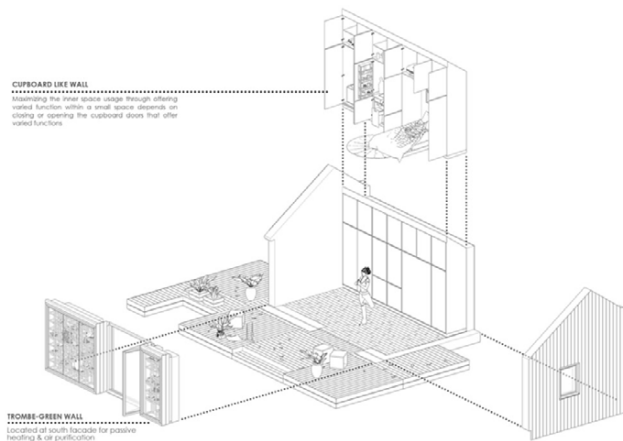 CUPBOARD LIKE WALL
Maximizing the inner space usage through offering
varied function within a small space depends on
closing or opening the cupboard doors that offer
varied functions
TROMBE-GREEN WALL
Located at south facade for passive
heating & air purification